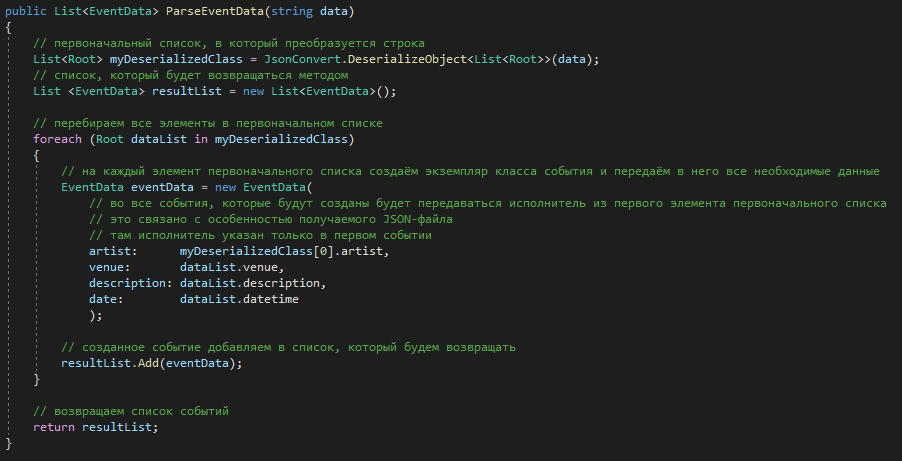 public List<EventData> ParseEventData(string data)
{
    // первоначальный список, в который преобразуется строка
    List<Root> myDeserializedClass = JsonConvert.DeserializeObject<List<Root>>(data);
    // список, который будет возвращаться методом
    List <EventData> resultList = new List<EventData>();

    // перебираем все элементы в первоначальном списке
    foreach (Root dataList in myDeserializedClass)
    {
        // на каждый элемент первоначального списка создаём экземпляр класса события и передаём в него все необходимые данные
        EventData eventData = new EventData(
            // во все события, которые будут созданы будет передаваться исполнитель из первого элемента первоначального списка
            // это связано с особенностью получаемого JSON-файла
            // там исполнитель указан только в первом событии
            artist:      myDeserializedClass[0].artist,
            venue:       dataList.venue,
            description: dataList.description,
            date:        dataList.datetime
            );

        // созданное событие добавляем в список, который будем возвращать
        resultList.Add(eventData);
    }

    // возвращаем список событий
    return resultList;
}